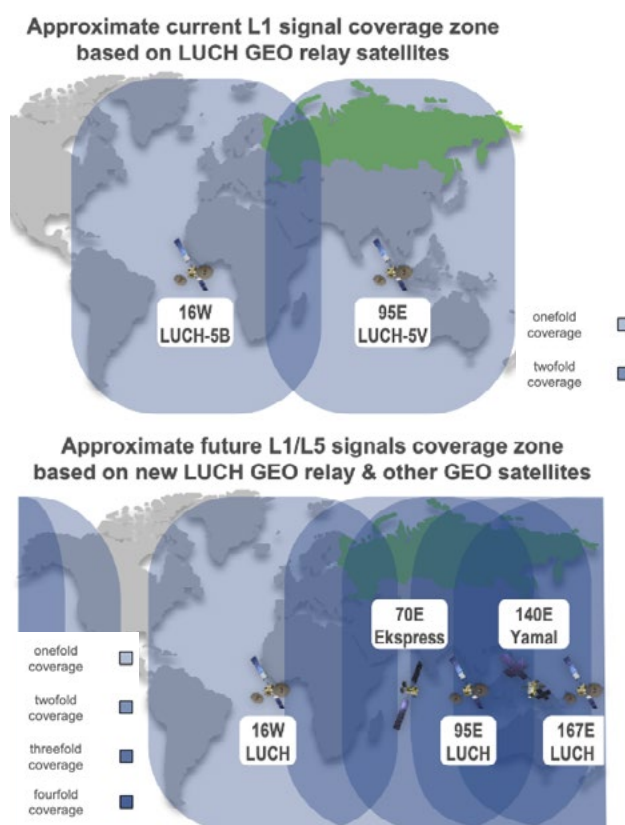 Approximate current L1 signal coverage zone
based on LUCH GEO relay satellites
16W
LUCH-5B
95E
LUCH-5V
onefold
coverage
twofold
coverage
Approximate future L1/L5 signals coverage zone
based on new LUCH GEO relay & other GEO satellites
70E
Ekspress
140E
Yamal
onefold
coverage
twofold
coverage
threefold
coverage
fourfold
coverage
16W
LUCH
95E
LUCH
167E
LUCH